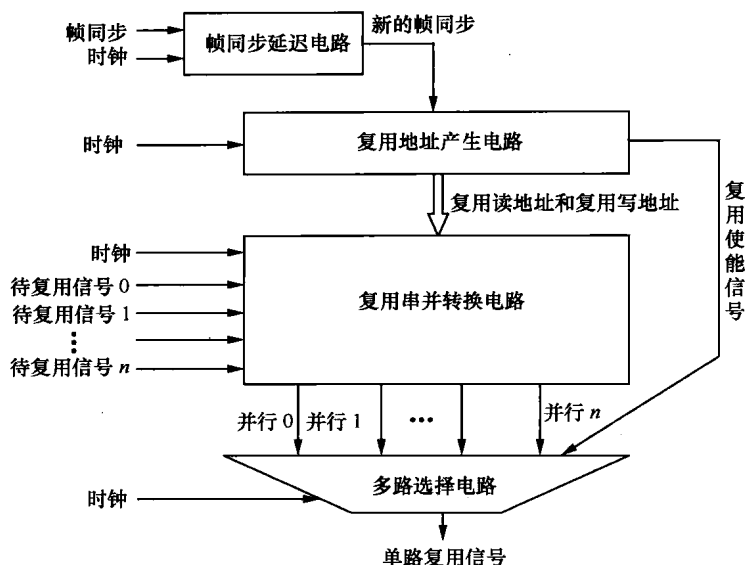 帧同步
时钟
帧同步延迟电路
新的帧同步
时钟
复用地址产生电路
复用读地址和复用写地址
复用使能信号
时钟
待复用信号 0
待复用信号 1
⋮
待复用信号 n
复用串并转换电路
并行 0
并行 1
…
并行 n
时钟
多路选择电路
单路复用信号